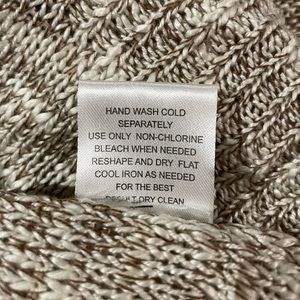 HAND WASH COLD
SEPARATELY
USE ONLY NON-CHLORINE
BLEACH WHEN NEEDED
RESHAPE AND DRY FLAT
COOL IRON AS NEEDED
FOR THE BEST
RESULT DRY CLEAN